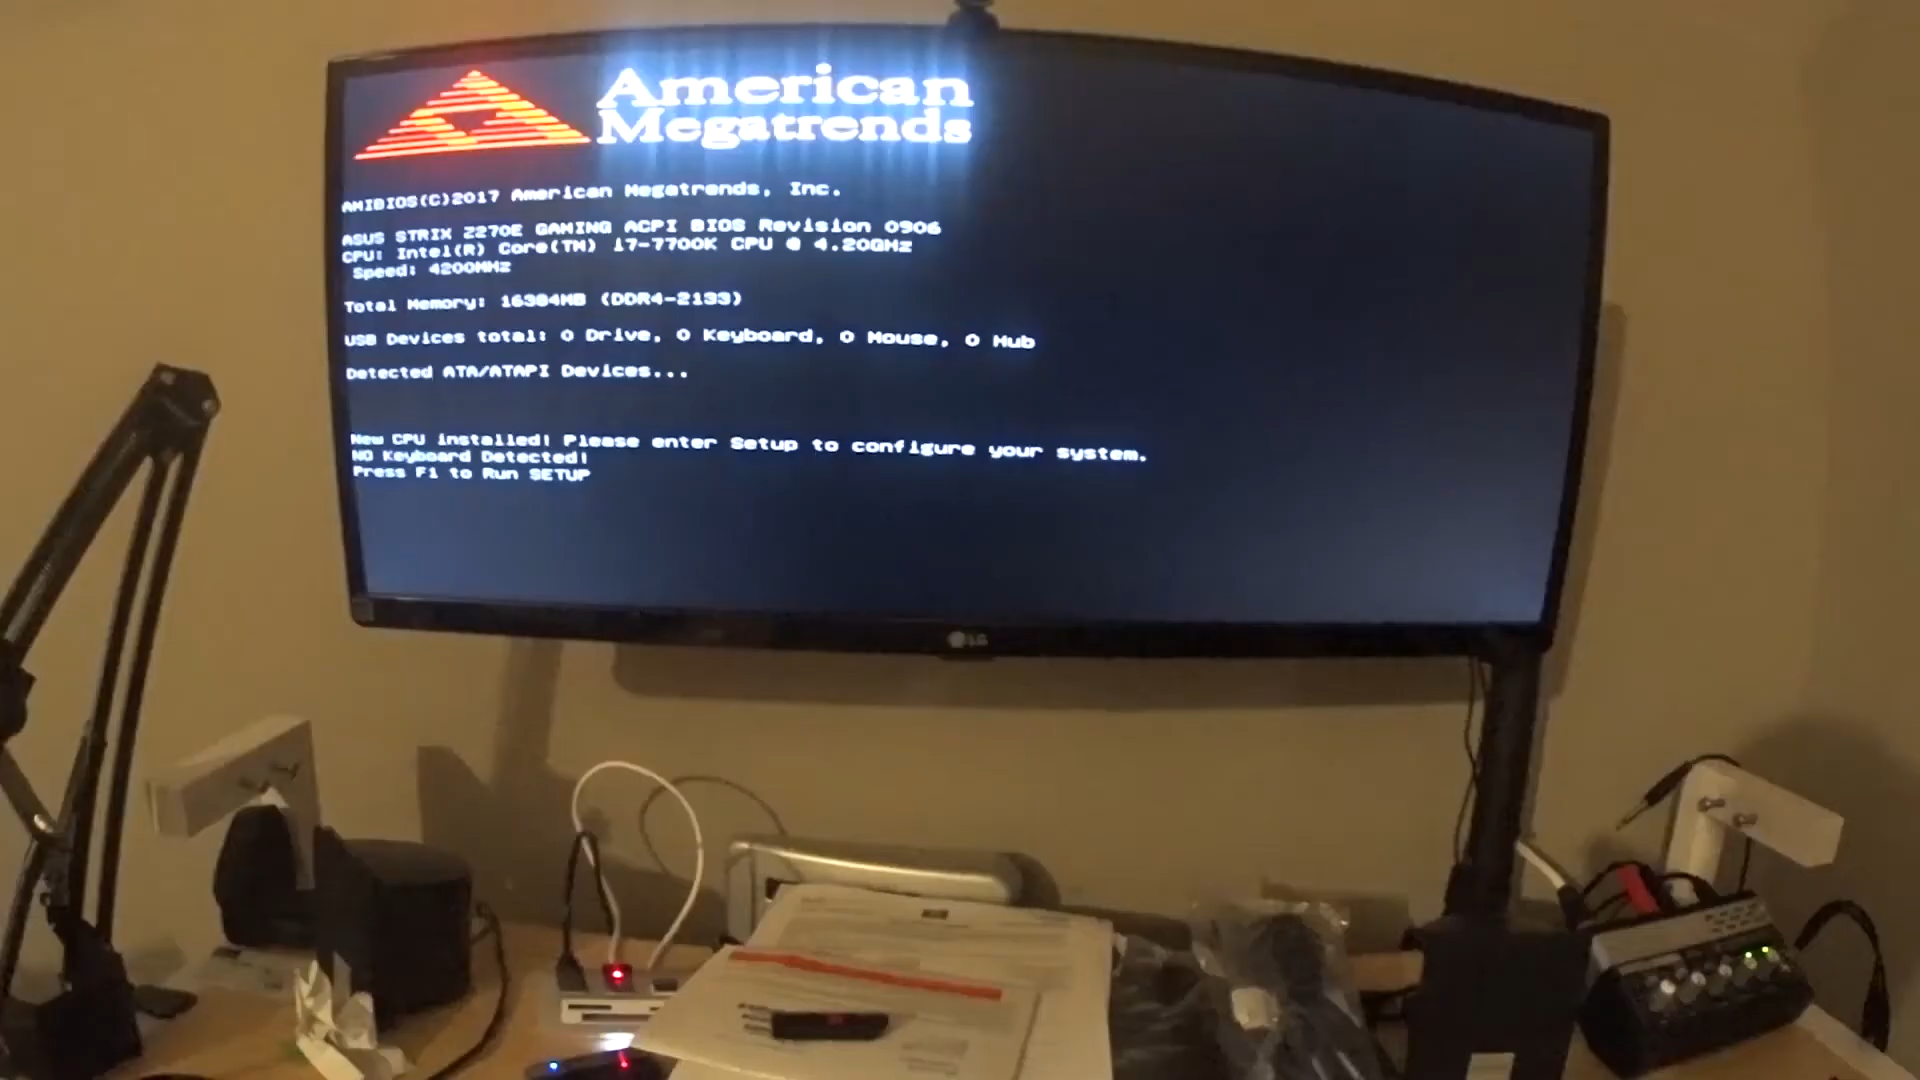 American
Megatrends
AMIBIOS(C)2017 American Megatrends, Inc.
ASUS STRIX Z270E GAMING ACPI BIOS Revision 0906
CPU: Intel(R) Core(TM) i7-7700K CPU @ 4.20GHz
Speed: 4200MHz
Total Memory: 16384MB (DDR4-2133)
USB Devices total: 0 Drive, 0 Keyboard, 0 Mouse, 0 Hub
Detected ATA/ATAPI Devices...
New CPU installed! Please enter Setup to configure your system.
NO Keyboard Detected!
Press F1 to Run SETUP
LG